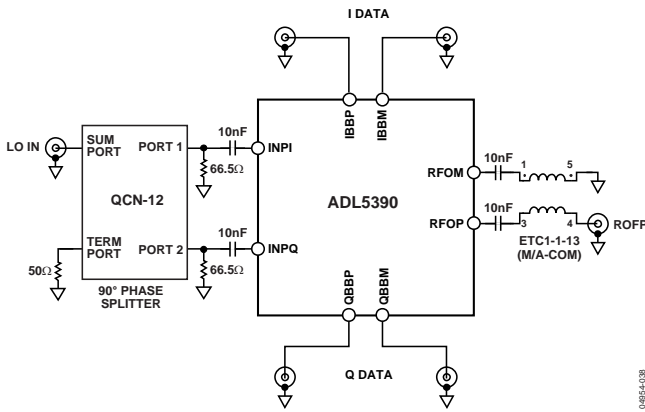 I DATA
LO IN
SUM
PORT
PORT 1
10nF
66.5Ω
INPI
IBBP
IBBM
QCN-12
ADL5390
RFOM
10nF
1
5
RFOP
10nF
3
4
ROFP
ETC1-1-13
(M/A-COM)
TERM
PORT
PORT 2
10nF
66.5Ω
INPQ
50Ω
90° PHASE
SPLITTER
QBBP
QBBM
Q DATA
04954-038